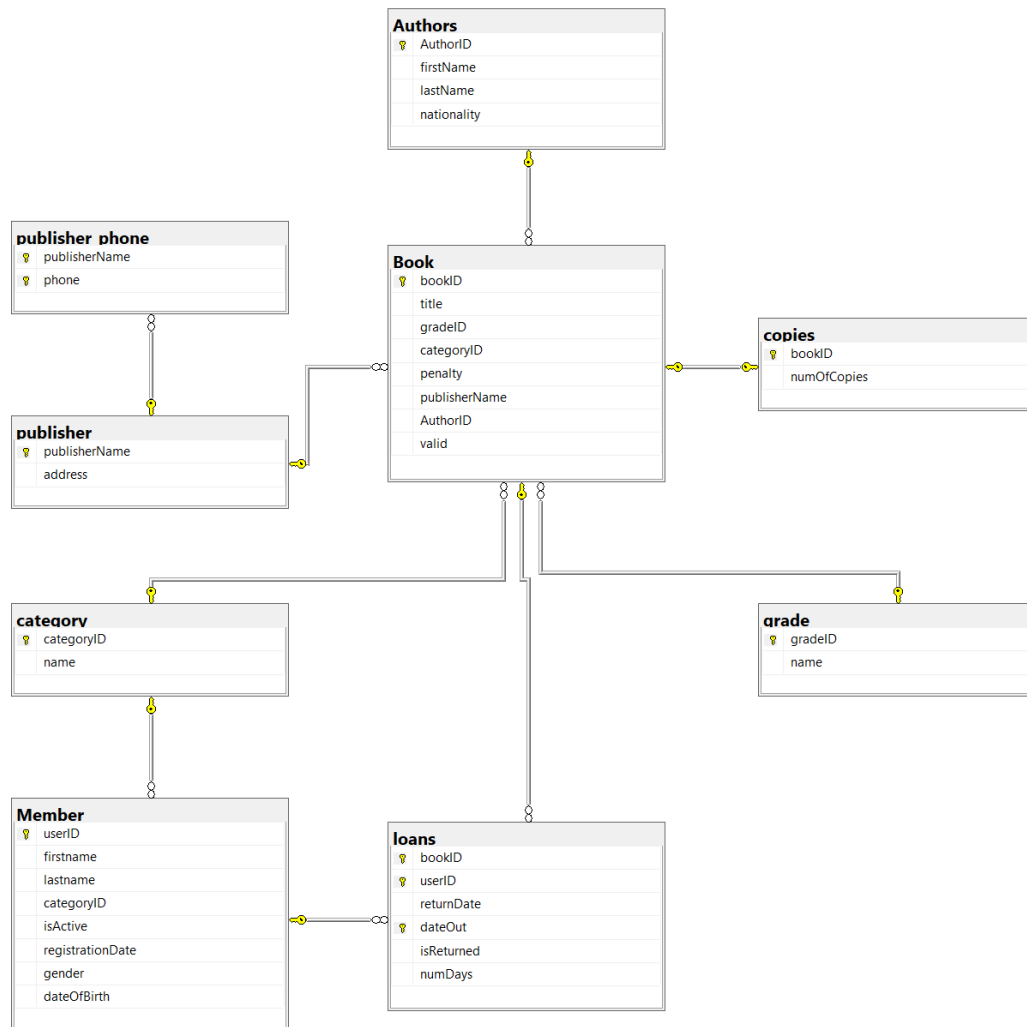 Authors
AuthorID
firstName
lastName
nationality
publisher_phone
publisherName
phone
Book
bookID
title
gradeID
categoryID
penalty
publisherName
AuthorID
valid
copies
bookID
numOfCopies
publisher
publisherName
address
category
categoryID
name
grade
gradeID
name
Member
userID
firstname
lastname
categoryID
isActive
registrationDate
gender
dateOfBirth
loans
bookID
userID
returnDate
dateOut
isReturned
numDays